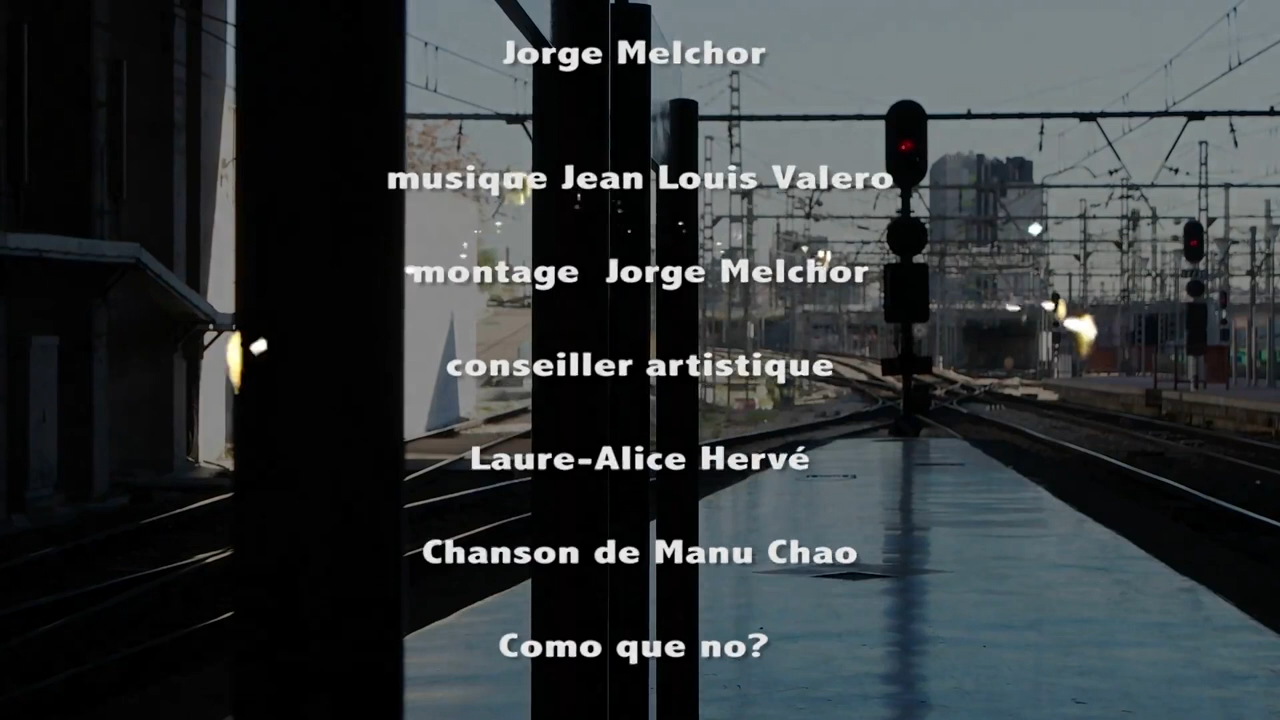 Jorge Melchor
musique Jean Louis Valero
montage Jorge Melchor
conseiller artistique
Laure-Alice Hervé
Chanson de Manu Chao
Como que no?